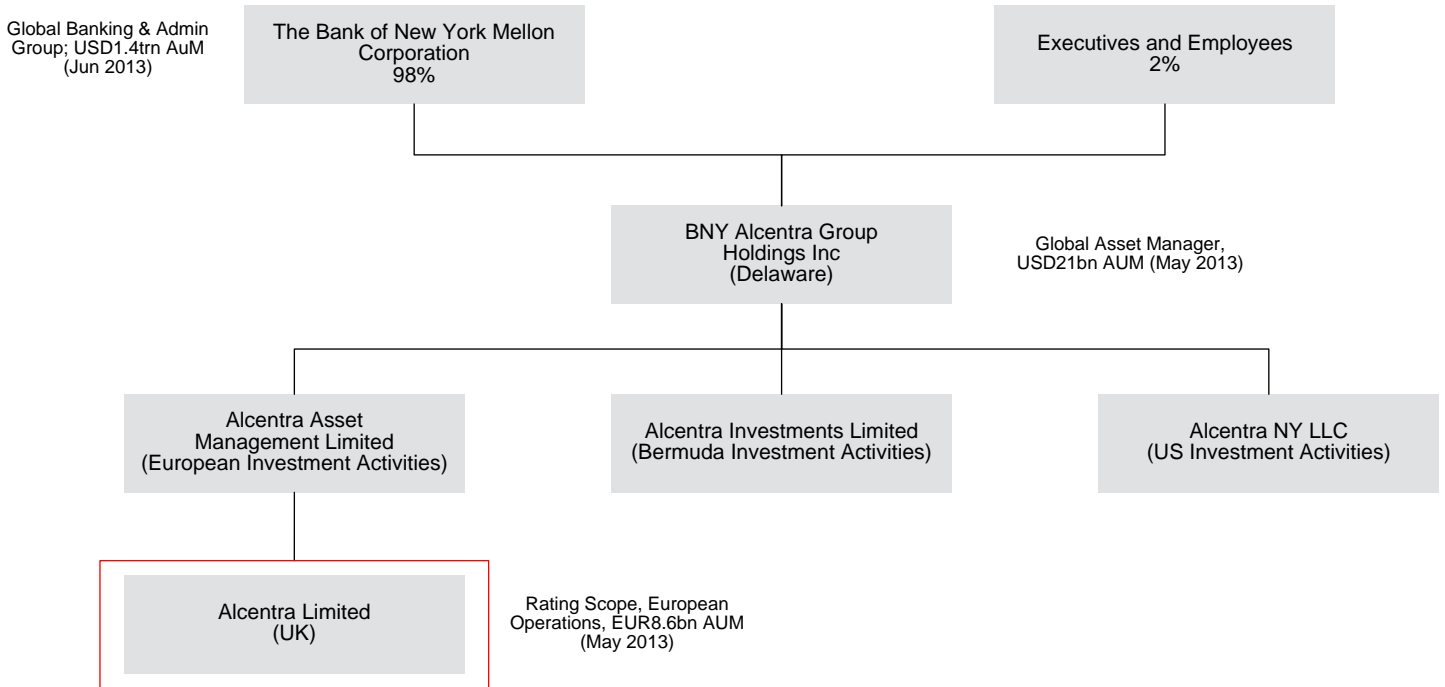 Global Banking & Admin
Group; USD1.4trn AuM
(Jun 2013)
The Bank of New York Mellon
Corporation
98%
Executives and Employees
2%
BNY Alcentra Group
Holdings Inc
(Delaware)
Global Asset Manager,
USD21bn AUM (May 2013)
Alcentra Asset
Management Limited
(European Investment Activities)
Alcentra Investments Limited
(Bermuda Investment Activities)
Alcentra NY LLC
(US Investment Activities)
Alcentra Limited
(UK)
Rating Scope, European
Operations, EUR8.6bn AUM
(May 2013)